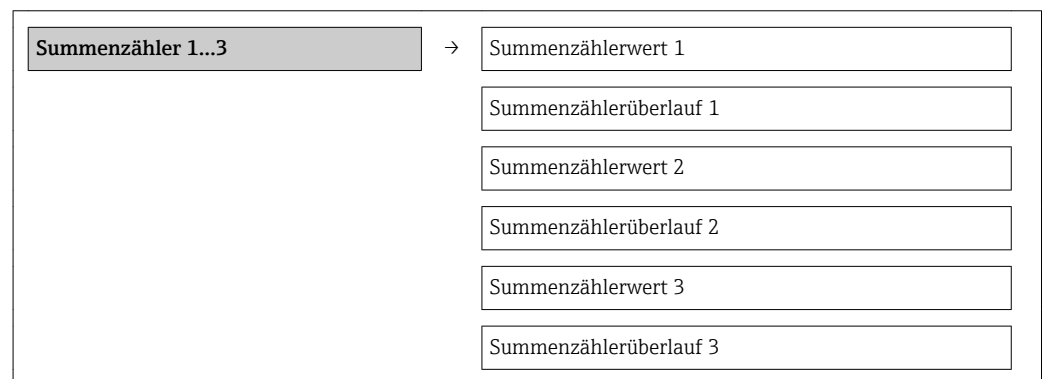 Summenzähler 1...3 → Summenzählerwert 1
Summenzählerüberlauf 1
Summenzählerwert 2
Summenzählerüberlauf 2
Summenzählerwert 3
Summenzählerüberlauf 3